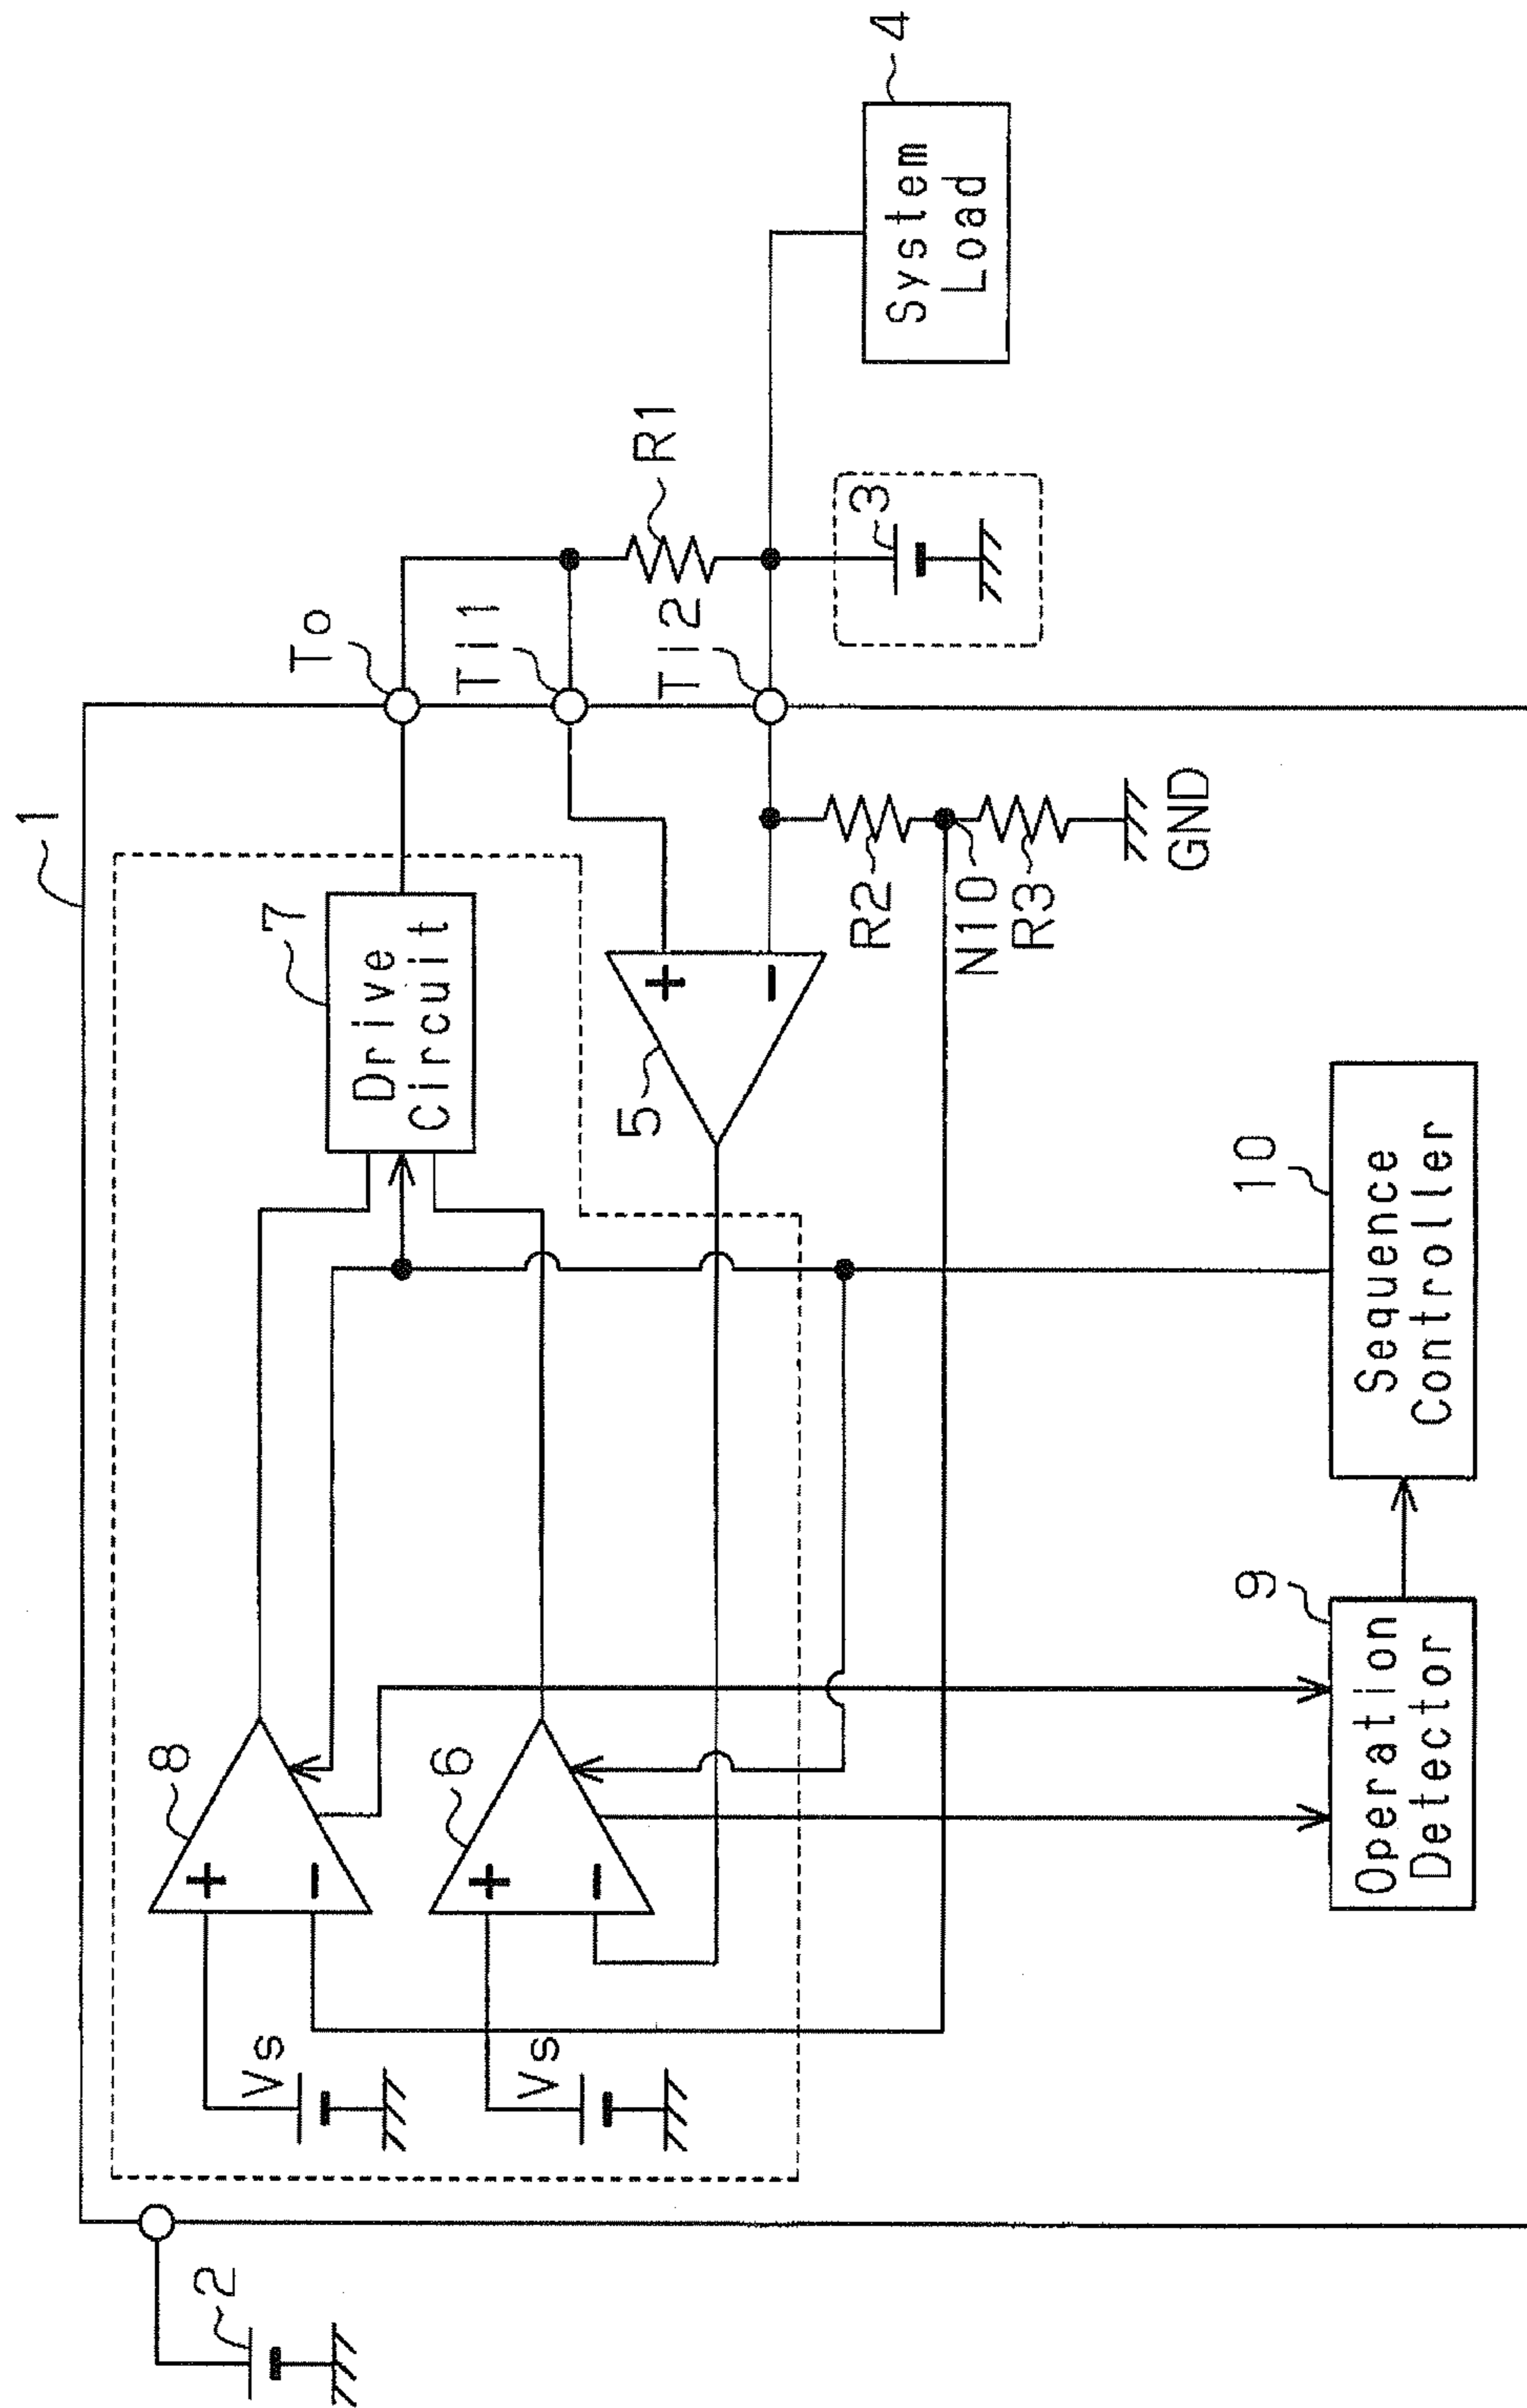 1
2
8
Vs
6
Vs
7
Drive
Circuit
5
To
Ti1
Ti2
R1
R2
N10
R3
GND
3
4
System
Load
9
Operation
Detector
10
Sequence
Controller
+
−
+
−
+
−